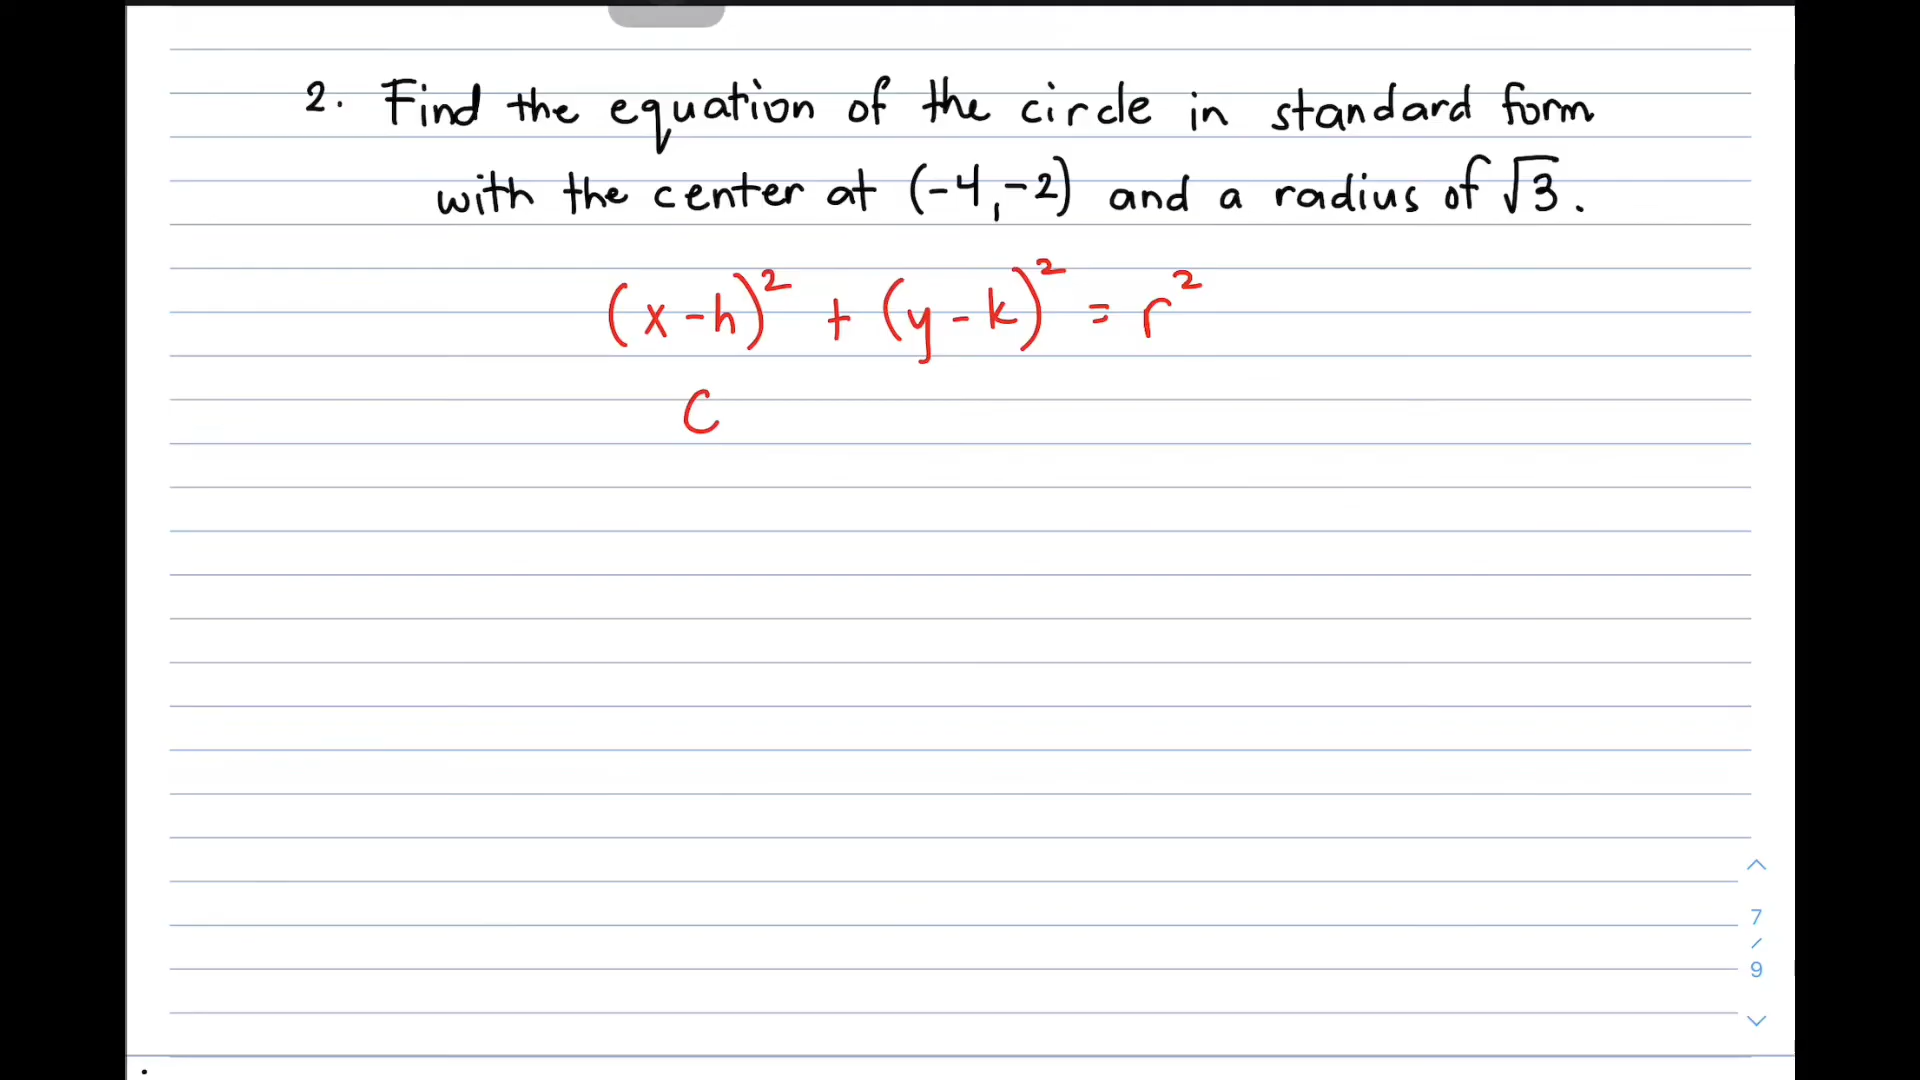 2. Find the equation of the circle in standard form
with the center at (-4,-2) and a radius of √3.
(x-h)² + (y-k)² = r²
C
7
/
9